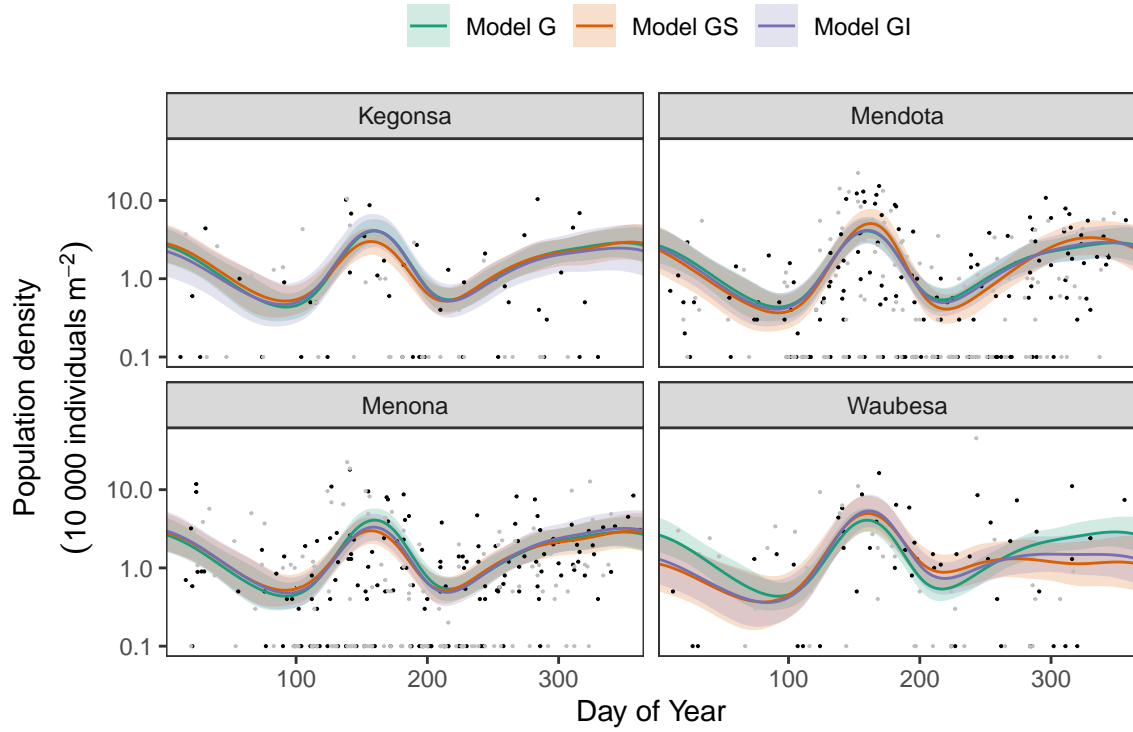 Model G Model GS Model GI
Kegonsa Mendota
10.0
1.0
0.1
Menona Waubesa
10.0
1.0
0.1
100 200 300 100 200 300
Day of Year
Population density
(10 000 individuals m⁻²)